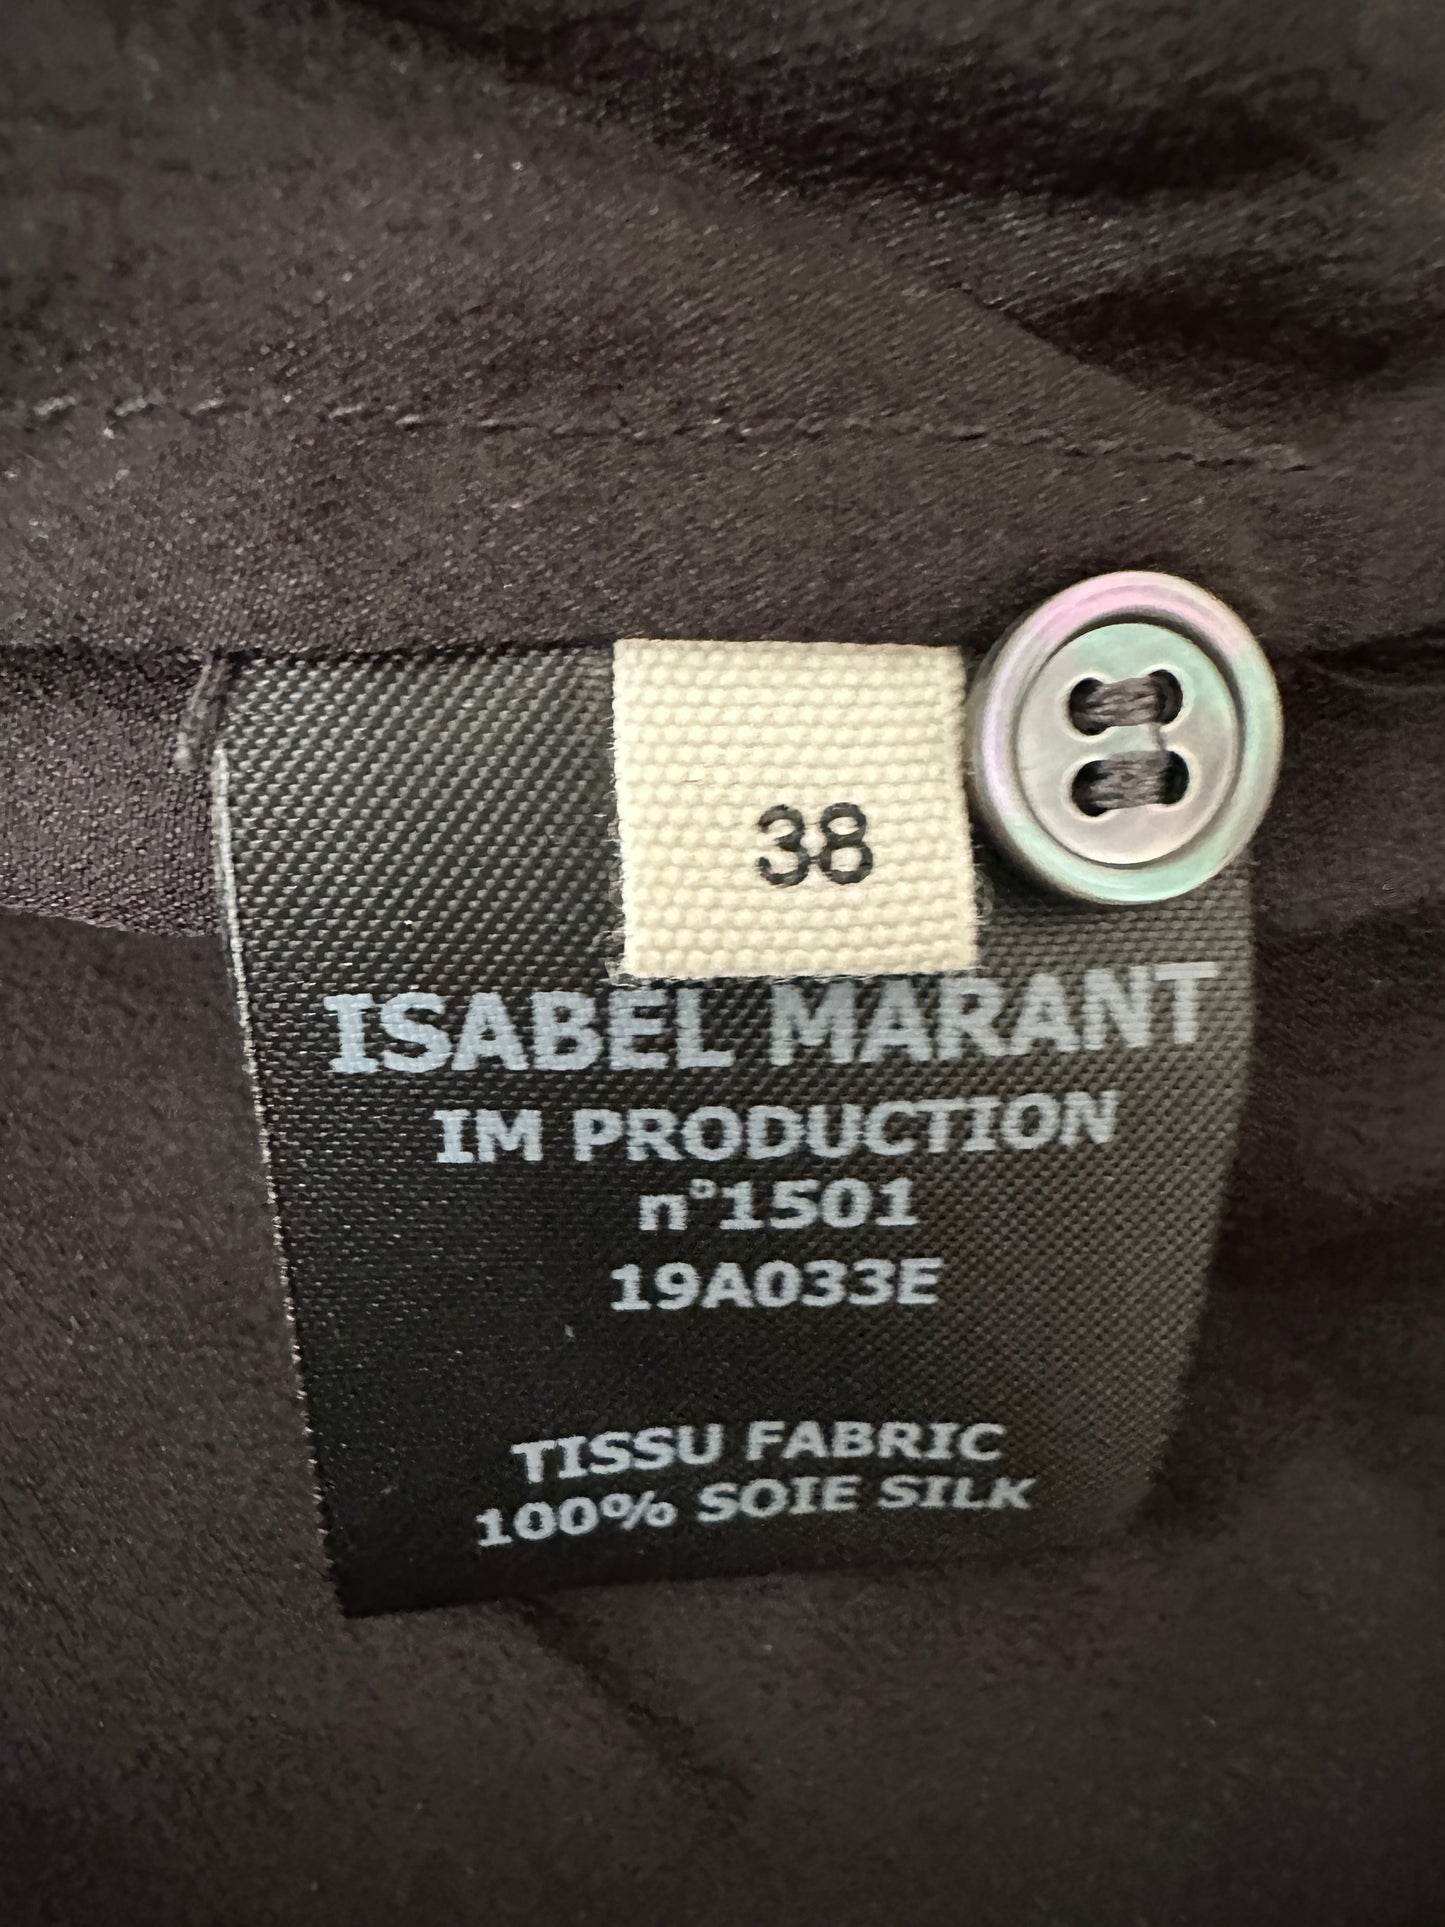 38
ISABEL MARANT
IM PRODUCTION
n°1501
19A033E
TISSU FABRIC
100% SOIE SILK